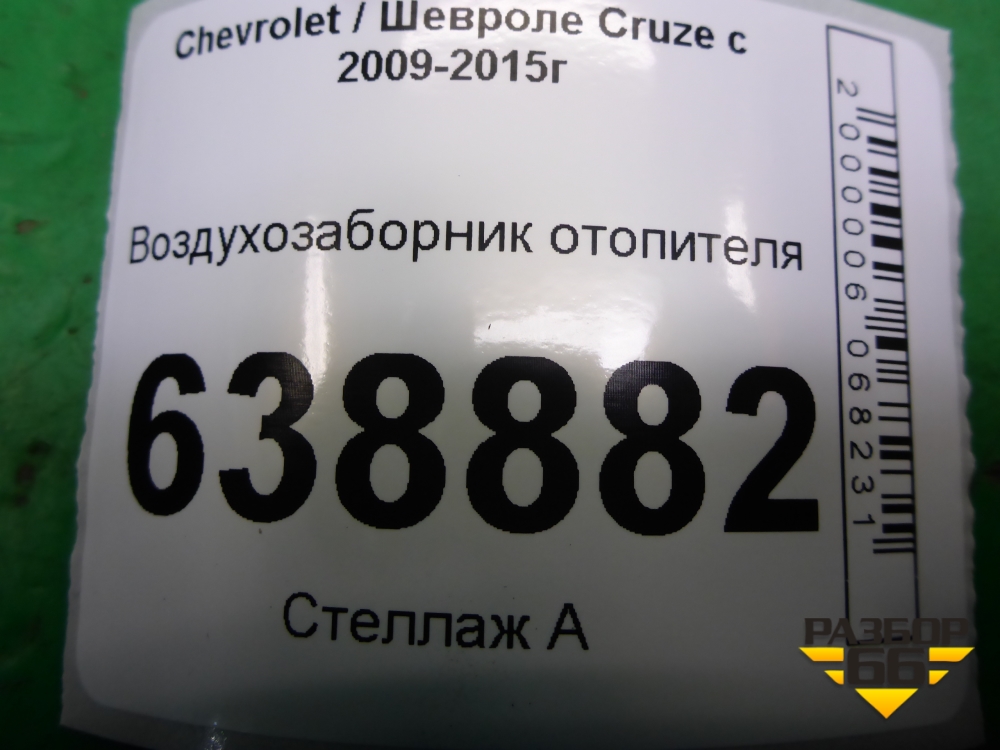 Chevrolet / Шевроле Cruze с
2009-2015г
Воздухозаборник отопителя
638882
Стеллаж А
2000006068231
РАЗБОР
66